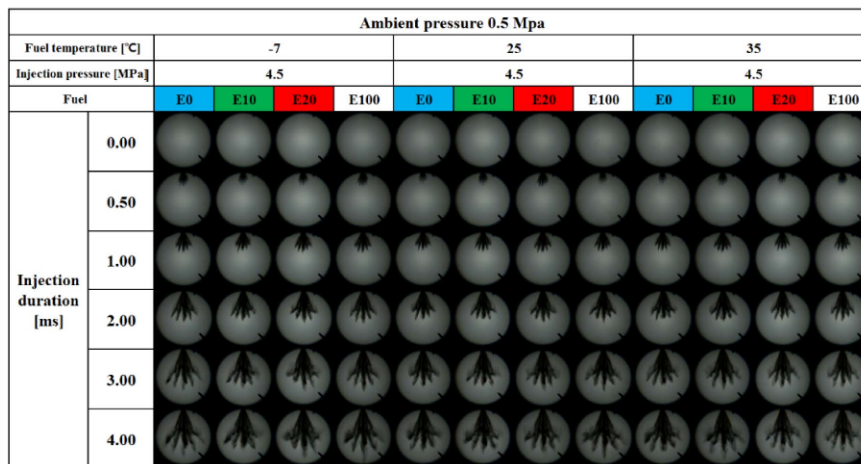 Ambient pressure 0.5 Mpa
Fuel temperature [℃] -7 25 35
Injection pressure [MPa] 4.5 4.5 4.5
Fuel E0 E10 E20 E100 E0 E10 E20 E100 E0 E10 E20 E100
0.00
0.50
1.00
Injection duration [ms]
2.00
3.00
4.00